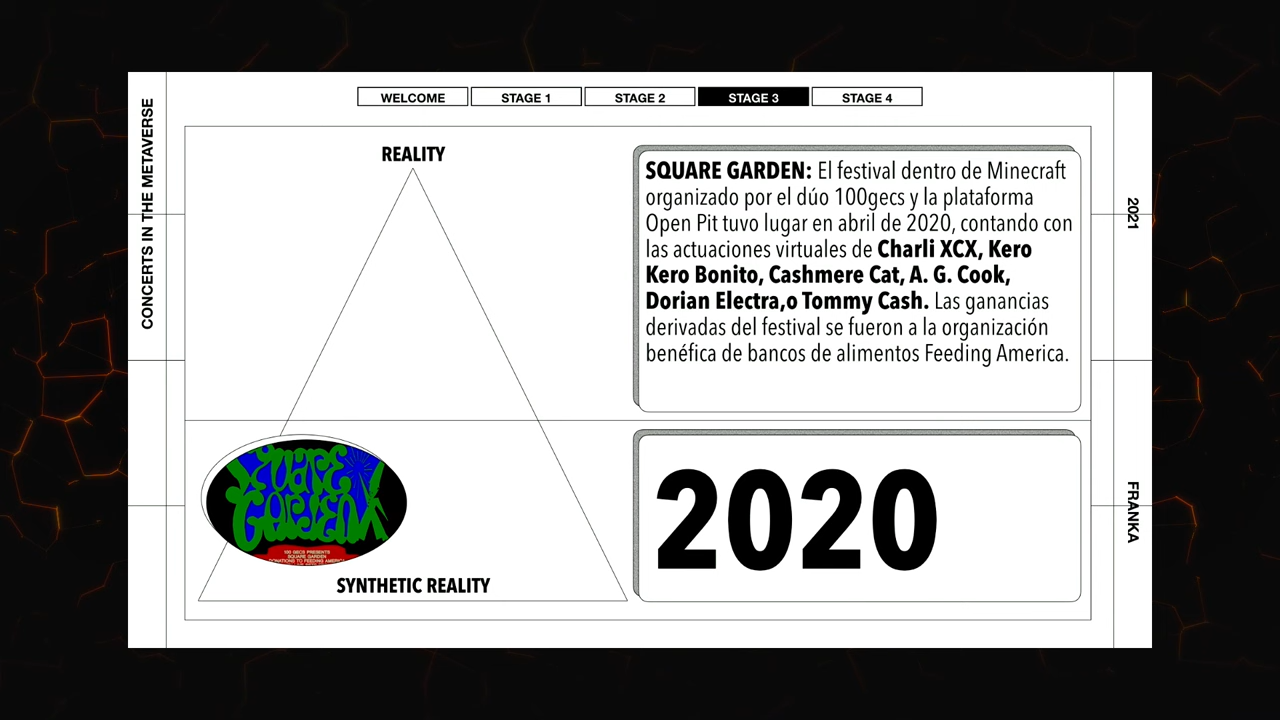 WELCOME
STAGE 1
STAGE 2
STAGE 3
STAGE 4
CONCERTS IN THE METAVERSE
REALITY
SQUARE GARDEN: El festival dentro de Minecraft
organizado por el dúo 100gecs y la plataforma
Open Pit tuvo lugar en abril de 2020, contando con
las actuaciones virtuales de Charli XCX, Kero
Kero Bonito, Cashmere Cat, A. G. Cook,
Dorian Electra,o Tommy Cash. Las ganancias
derivadas del festival se fueron a la organización
benéfica de bancos de alimentos Feeding America.
2021
SQUARE
GARDEN
100 GECS PRESENTS
SQUARE GARDEN
DONATIONS TO FEEDING AMERICA
SYNTHETIC REALITY
2020
FRANKA